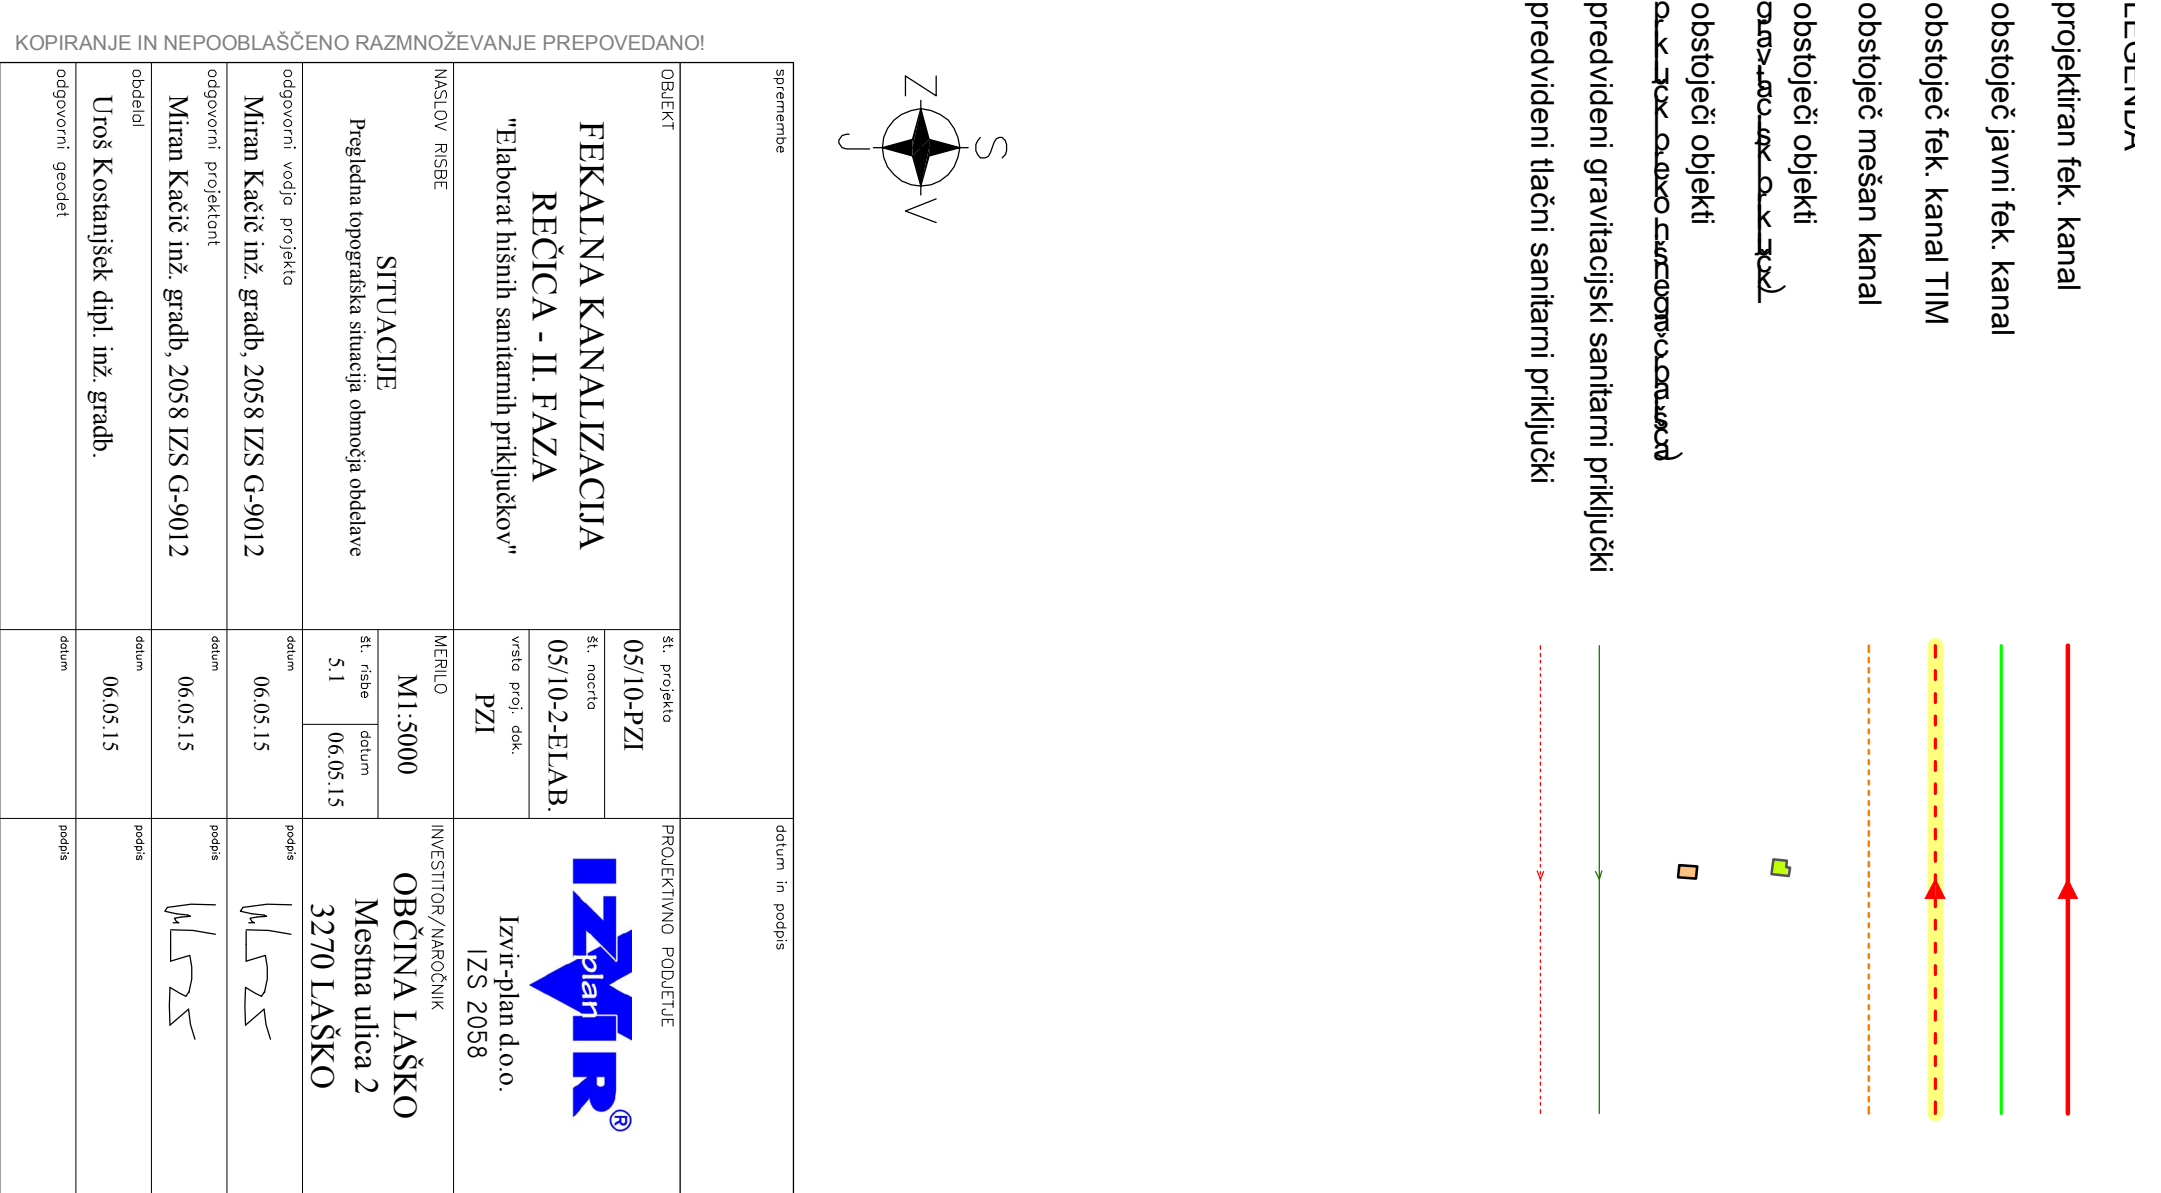 KOPIRANJE IN NEPOOBLAŠČENO RAZMNOŽEVANJE PREPOVEDANO!
LEGENDA
projektiran fek. kanal
obstoječ javni fek. kanal
obstoječ fek. kanal TIM
obstoječ mešan kanal
obstoječi objekti
obstoječi objekti
predvideni gravitacijski sanitarni priključki
predvideni tlačni sanitarni priključki
S
Z
V
J
spremembe
datum in podpis
OBJEKT
FEKALNA KANALIZACIJA
REČICA - II. FAZA
"Elaborat hišnih sanitarnih priključkov"
št. projekta
05/10-PZI
št. nacrta
05/10-2-ELAB.
vrsta proj. dok.
PZI
PROJEKTIVNO PODJETJE
IZVIR®
plan
Izvir-plan d.o.o.
IZS 2058
NASLOV RISBE
SITUACIJE
Pregledna topografska situacija območja obdelave
MERILO
M1:5000
št. risbe
5.1
datum
06.05.15
INVESTITOR/NAROČNIK
OBČINA LAŠKO
Mestna ulica 2
3270 LAŠKO
odgovorni vodja projekta
Miran Kačič inž. gradb, 2058 IZS G-9012
datum
06.05.15
podpis
odgovorni projektant
Miran Kačič inž. gradb, 2058 IZS G-9012
datum
06.05.15
podpis
obdelal
Uroš Kostanjšek dipl. inž. gradb.
datum
06.05.15
podpis
odgovorni geodet
datum
podpis